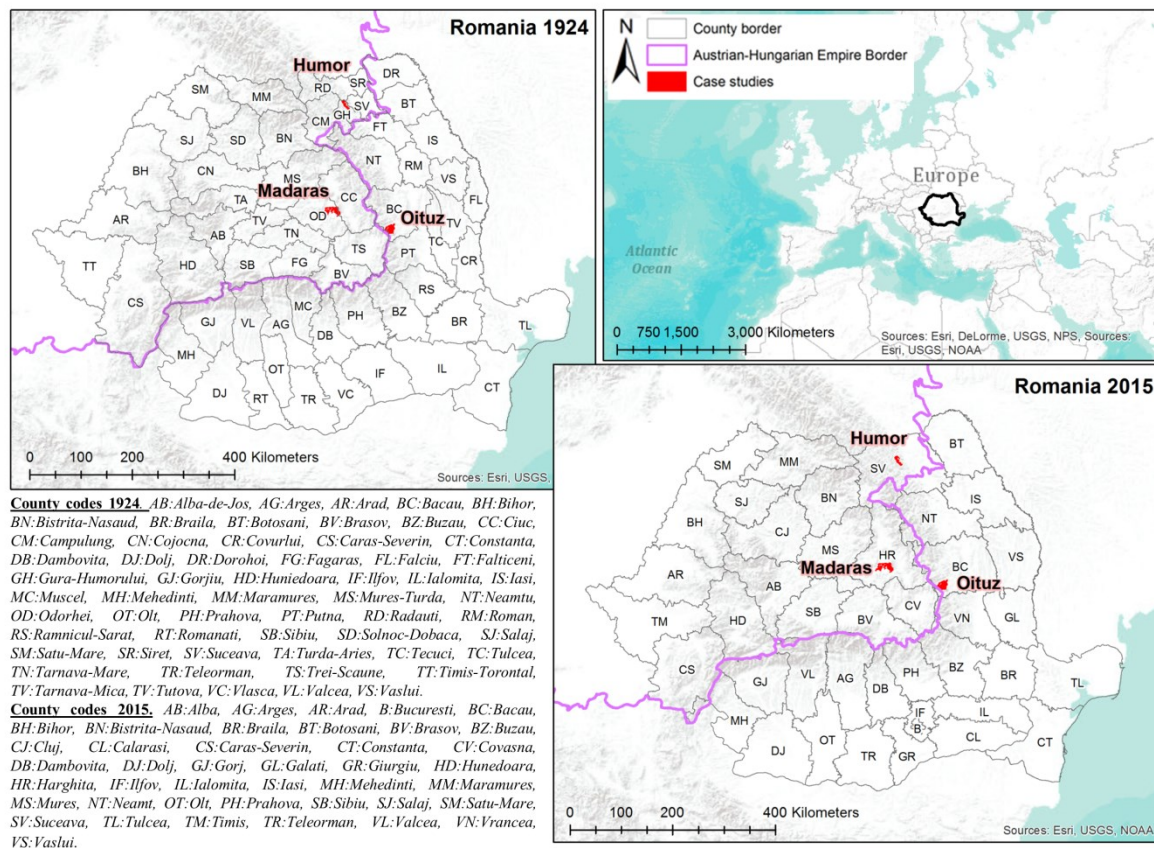 Romania 1924
Humor
DR
SM
MM
RD
SR
SV
BT
GH
CM
FT
SJ
SD
BN
IS
NT
BH
CN
RM
VS
MS
Madaras
CC
TA
BC
FL
OD
Oituz
AR
TV
TV
TN
AB
TS
TC
PT
TT
HD
SB
FG
CR
BV
CS
RS
MC
GJ
VL
AG
PH
BZ
DB
BR
TL
MH
OT
IF
IL
DJ
RT
TR
VC
CT
0 100 200 400 Kilometers
Sources: Esri, USGS,
N
County border
Austrian-Hungarian Empire Border
Case studies
Europe
Atlantic
Ocean
0 750 1,500 3,000 Kilometers
Sources: Esri, DeLorme, USGS, NPS, Sources:
Esri, USGS, NOAA
Romania 2015
Humor
BT
SM
MM
SV
SJ
BN
IS
NT
BH
CJ
MS
HR
VS
Madaras
BC
Oituz
AR
AB
CV
TM
HD
SB
BV
VN
GL
CS
GJ
VL
AG
PH
BZ
BR
DB
TL
MH
IF
IL
B
OT
CL
DJ
TR
GR
CT
0 100 200 400 Kilometers
Sources: Esri, USGS, NOAA
County codes 1924. AB:Alba-de-Jos, AG:Arges, AR:Arad, BC:Bacau, BH:Bihor,
BN:Bistrita-Nasaud, BR:Braila, BT:Botosani, BV:Brasov, BZ:Buzau, CC:Ciuc,
CM:Campulung, CN:Cojocna, CR:Covurlui, CS:Caras-Severin, CT:Constanta,
DB:Dambovita, DJ:Dolj, DR:Dorohoi, FG:Fagaras, FL:Falciu, FT:Falticeni,
GH:Gura-Humorului, GJ:Gorjiu, HD:Huniedoara, IF:Ilfov, IL:Ialomita, IS:Iasi,
MC:Muscel, MH:Mehedinti, MM:Maramures, MS:Mures-Turda, NT:Neamtu,
OD:Odorhei, OT:Olt, PH:Prahova, PT:Putna, RD:Radauti, RM:Roman,
RS:Ramnicul-Sarat, RT:Romanati, SB:Sibiu, SD:Solnoc-Dobaca, SJ:Salaj,
SM:Satu-Mare, SR:Siret, SV:Suceava, TA:Turda-Aries, TC:Tecuci, TC:Tulcea,
TN:Tarnava-Mare, TR:Teleorman, TS:Trei-Scaune, TT:Timis-Torontal,
TV:Tarnava-Mica, TV:Tutova, VC:Vlasca, VL:Valcea, VS:Vaslui.
County codes 2015. AB:Alba, AG:Arges, AR:Arad, B:Bucuresti, BC:Bacau,
BH:Bihor, BN:Bistrita-Nasaud, BR:Braila, BT:Botosani, BV:Brasov, BZ:Buzau,
CJ:Cluj, CL:Calarasi, CS:Caras-Severin, CT:Constanta, CV:Covasna,
DB:Dambovita, DJ:Dolj, GJ:Gorj, GL:Galati, GR:Giurgiu, HD:Hunedoara,
HR:Harghita, IF:Ilfov, IL:Ialomita, IS:Iasi, MH:Mehedinti, MM:Maramures,
MS:Mures, NT:Neamt, OT:Olt, PH:Prahova, SB:Sibiu, SJ:Salaj, SM:Satu-Mare,
SV:Suceava, TL:Tulcea, TM:Timis, TR:Teleorman, VL:Valcea, VN:Vrancea,
VS:Vaslui.